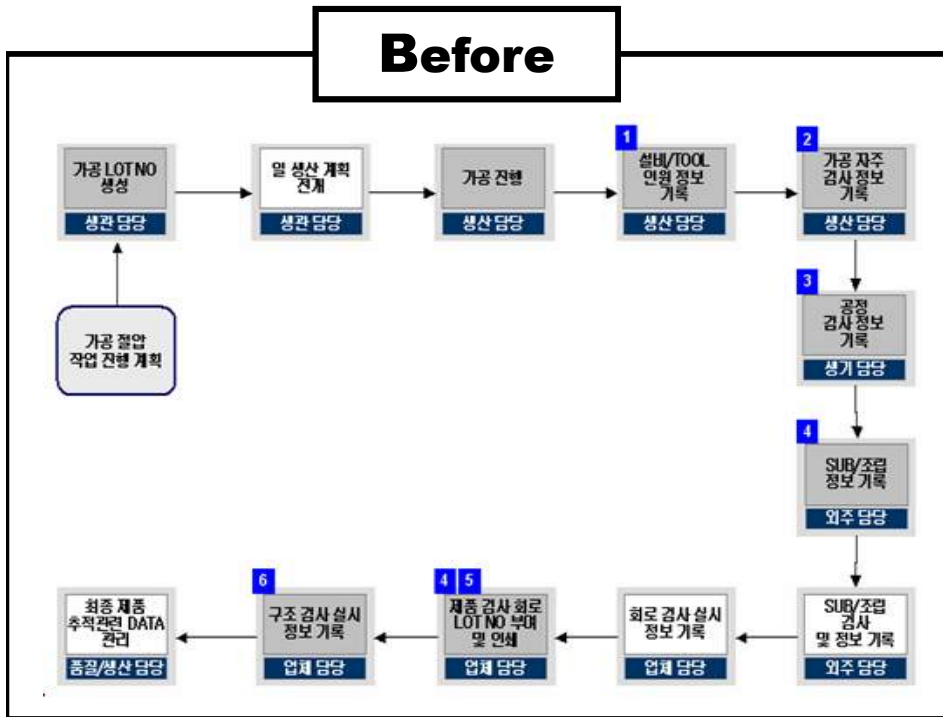 Before
가공 LOT NO
생성
생관 담당
일 생산 계획
전개
생관 담당
가공 진행
생산 담당
1
설비/TOOL
인원 정보
기록
생산 담당
2
가공 자주
검사 정보
기록
생산 담당
3
공정
검사 정보
기록
생기 담당
가공 절압
작업 진행 계획
4
SUB/조립
정보 기록
외주 담당
SUB/조립
검사
및 정보 기록
외주 담당
회로 검사 실시
정보 기록
업체 담당
4 5
제품 검사 회로
LOT NO 부여
및 인쇄
업체 담당
6
구조 검사 실시
정보 기록
업체 담당
최종 제품
추적관련 DATA
관리
품질/생산 담당